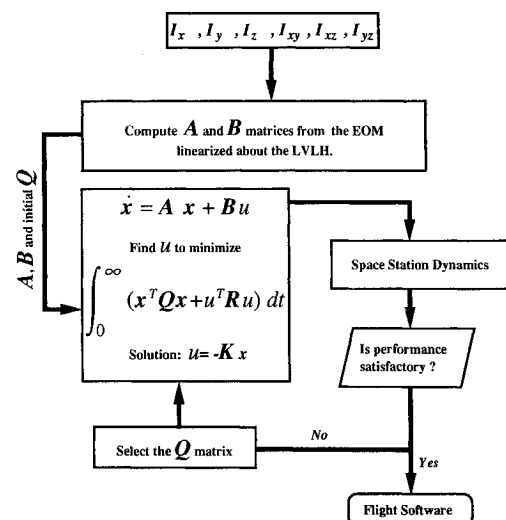 I_x , I_y , I_z , I_xy , I_xz , I_yz
Compute A and B matrices from the EOM
linearized about the LVLH.
A, B and initial Q
ẋ = A x + B u
Find u to minimize
∫_0^∞ (x^T Qx+u^T R u) dt
Solution: u= -K x
Space Station Dynamics
Is performance
satisfactory ?
Select the Q matrix
No
Yes
Flight Software